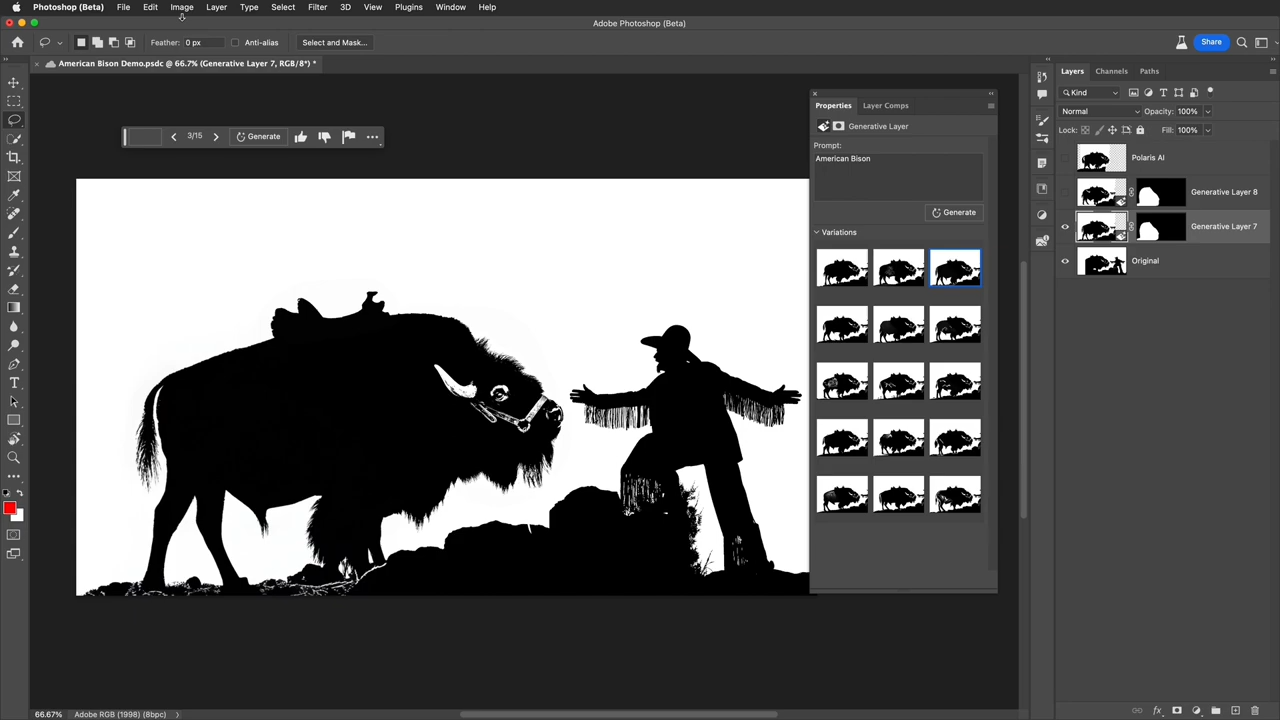 Photoshop (Beta) File Edit Image Layer Type Select Filter 3D View Plugins Window Help
Adobe Photoshop (Beta)
Feather: 0 px Anti-alias Select and Mask... Share
American Bison Demo.psdc @ 66.7% (Generative Layer 7, RGB/8*) *
Layers Channels Paths
Kind
Properties Layer Comps
Normal Opacity: 100%
Generative Layer
Lock: Fill: 100%
3/15 Generate
Prompt:
American Bison
Polaris AI
Generative Layer 8
Generate
Generative Layer 7
Variations
Original
66.67% Adobe RGB (1998) (8bpc)